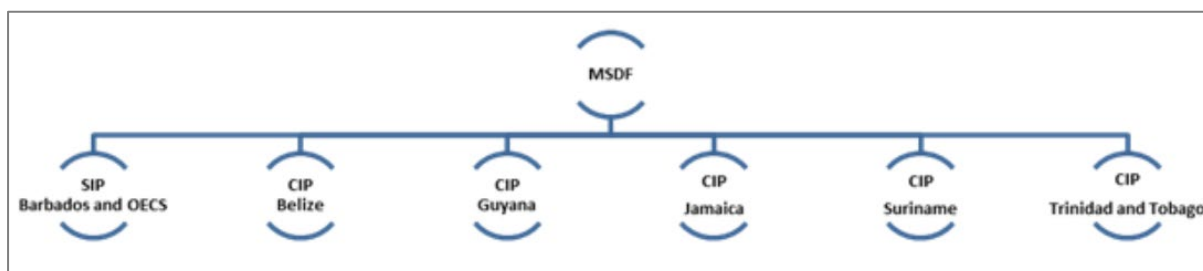 MSDF
SIP
Barbados and OECS
CIP
Belize
CIP
Guyana
CIP
Jamaica
CIP
Suriname
CIP
Trinidad and Tobago